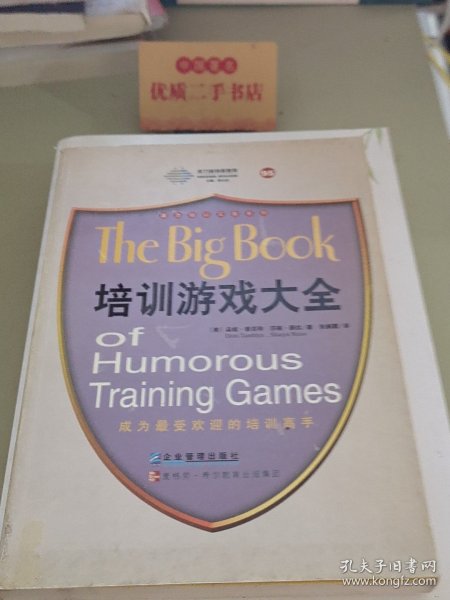 优质二手书店
The Big Book
培训游戏大全
of
Humorous
Training Games
成为最受欢迎的培训高手
企业管理出版社
孔夫子旧书网
www.kongfz.com